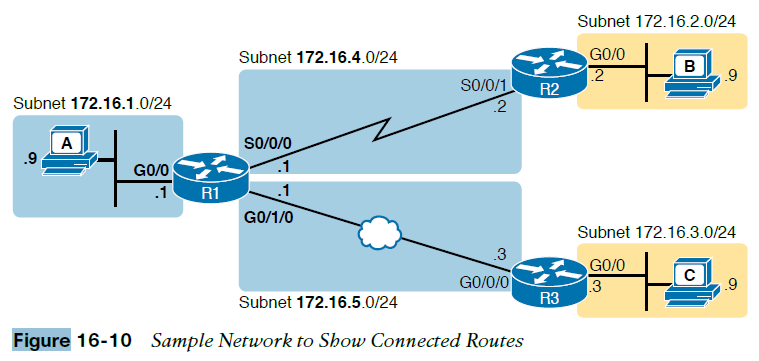 Subnet 172.16.2.0/24
G0/0
B
.2
.9
Subnet 172.16.4.0/24
S0/0/1
R2
.2
Subnet 172.16.1.0/24
A
.9
G0/0
.1
R1
S0/0/0
.1
.1
G0/1/0
Subnet 172.16.3.0/24
.3
G0/0/0
R3
G0/0
.3
C
.9
Subnet 172.16.5.0/24
Figure 16-10 Sample Network to Show Connected Routes